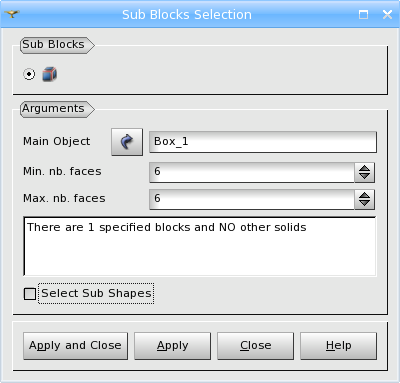 Sub Blocks Selection
Sub Blocks
Arguments
Main Object Box_1
Min. nb. faces 6
Max. nb. faces 6
There are 1 specified blocks and NO other solids
Select Sub Shapes
Apply and Close Apply Close Help